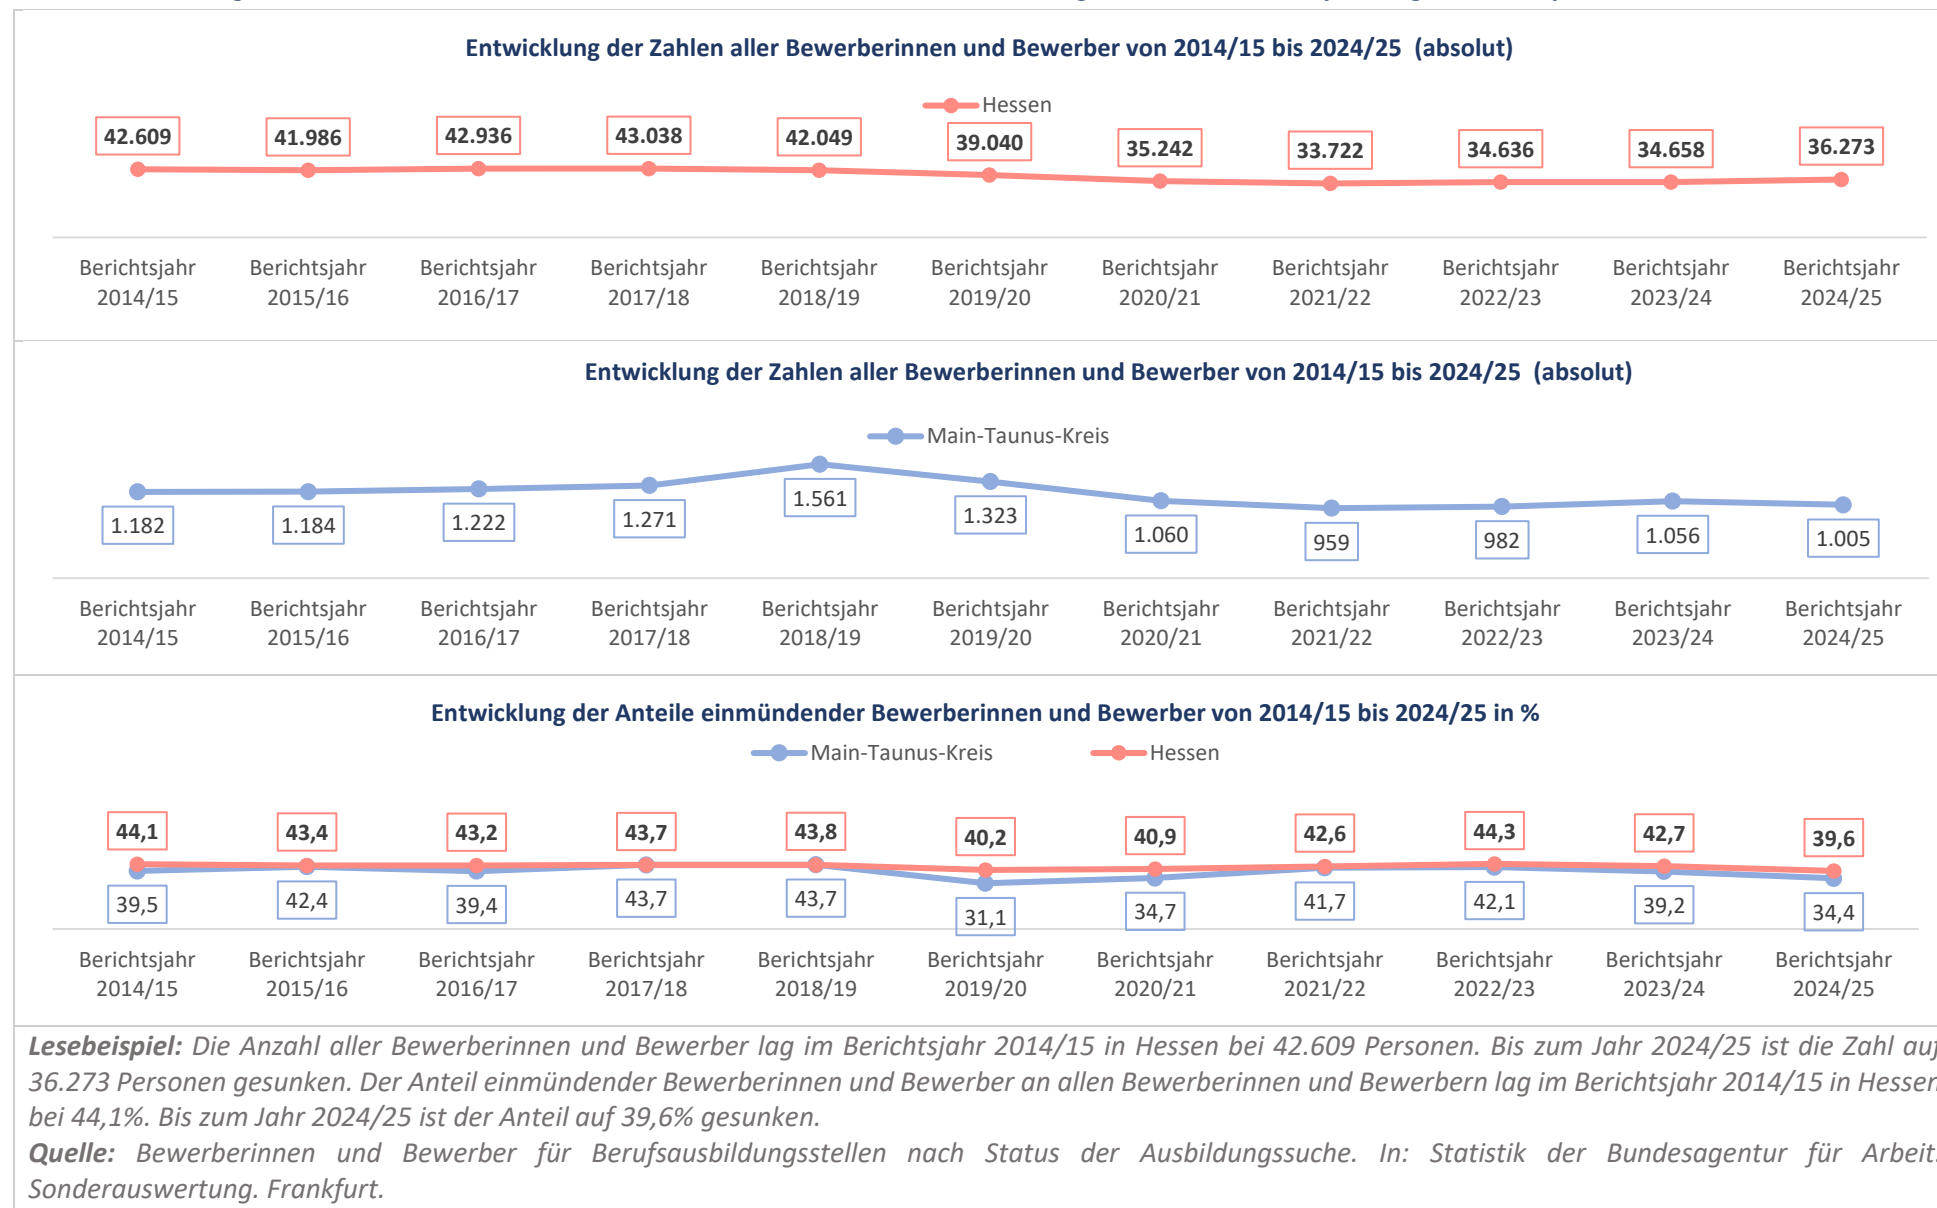 Entwicklung der Zahlen aller Bewerberinnen und Bewerber von 2014/15 bis 2024/25 (absolut)
Hessen
42.609 41.986 42.936 43.038 42.049 39.040 35.242 33.722 34.636 34.658 36.273
Berichtsjahr Berichtsjahr Berichtsjahr Berichtsjahr Berichtsjahr Berichtsjahr Berichtsjahr Berichtsjahr Berichtsjahr Berichtsjahr Berichtsjahr
2014/15 2015/16 2016/17 2017/18 2018/19 2019/20 2020/21 2021/22 2022/23 2023/24 2024/25
Entwicklung der Zahlen aller Bewerberinnen und Bewerber von 2014/15 bis 2024/25 (absolut)
Main-Taunus-Kreis
1.182 1.184 1.222 1.271 1.561 1.323 1.060 959 982 1.056 1.005
Berichtsjahr Berichtsjahr Berichtsjahr Berichtsjahr Berichtsjahr Berichtsjahr Berichtsjahr Berichtsjahr Berichtsjahr Berichtsjahr Berichtsjahr
2014/15 2015/16 2016/17 2017/18 2018/19 2019/20 2020/21 2021/22 2022/23 2023/24 2024/25
Entwicklung der Anteile einmündender Bewerberinnen und Bewerber von 2014/15 bis 2024/25 in %
Main-Taunus-Kreis Hessen
44,1 43,4 43,2 43,7 43,8 40,2 40,9 42,6 44,3 42,7 39,6
39,5 42,4 39,4 43,7 43,7 31,1 34,7 41,7 42,1 39,2 34,4
Berichtsjahr Berichtsjahr Berichtsjahr Berichtsjahr Berichtsjahr Berichtsjahr Berichtsjahr Berichtsjahr Berichtsjahr Berichtsjahr Berichtsjahr
2014/15 2015/16 2016/17 2017/18 2018/19 2019/20 2020/21 2021/22 2022/23 2023/24 2024/25
Lesebeispiel: Die Anzahl aller Bewerberinnen und Bewerber lag im Berichtsjahr 2014/15 in Hessen bei 42.609 Personen. Bis zum Jahr 2024/25 ist die Zahl auf
36.273 Personen gesunken. Der Anteil einmündender Bewerberinnen und Bewerber an allen Bewerberinnen und Bewerbern lag im Berichtsjahr 2014/15 in Hessen
bei 44,1%. Bis zum Jahr 2024/25 ist der Anteil auf 39,6% gesunken.
Quelle: Bewerberinnen und Bewerber für Berufsausbildungsstellen nach Status der Ausbildungssuche. In: Statistik der Bundesagentur für Arbeit.
Sonderauswertung. Frankfurt.